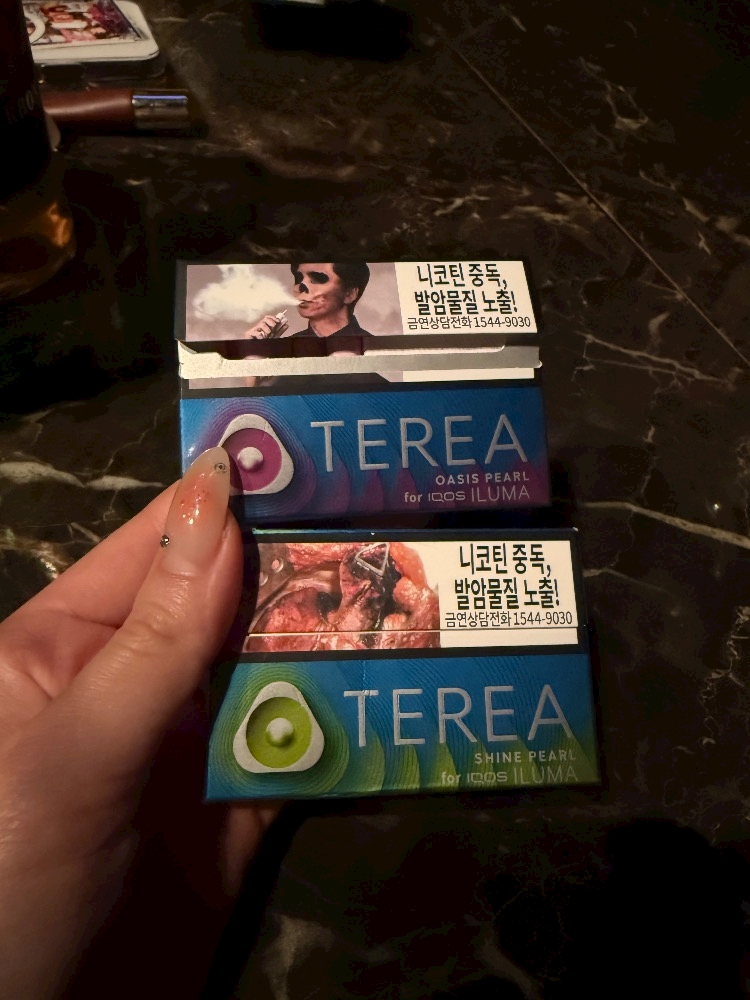 니코틴 중독,
발암물질 노출!
금연상담전화 1544-9030
TEREA
OASIS PEARL
for IQOS ILUMA
니코틴 중독,
발암물질 노출!
금연상담전화 1544-9030
TEREA
SHINE PEARL
for IQOS ILUMA